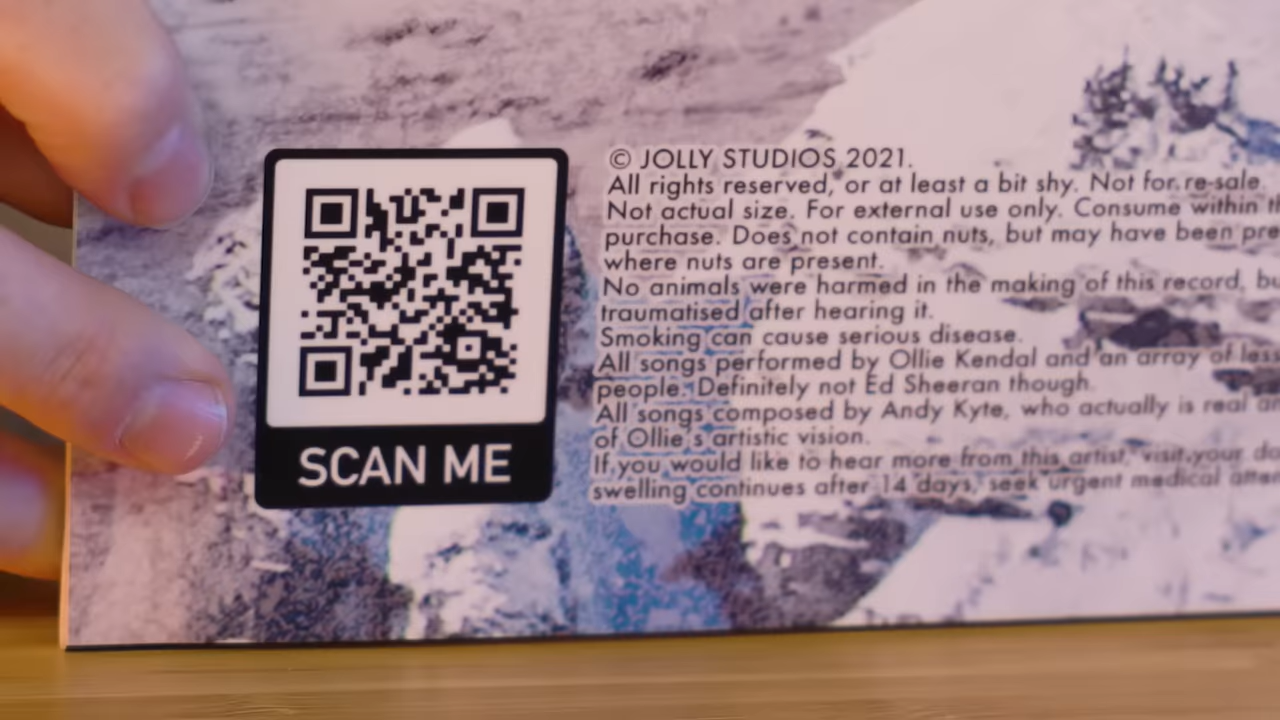 SCAN ME
© JOLLY STUDIOS 2021.
All rights reserved, or at least a bit shy. Not for re-sale.
Not actual size. For external use only. Consume within
purchase. Does not contain nuts, but may have been
where nuts are present.
No animals were harmed in the making of this record,
traumatised after hearing it.
Smoking can cause serious disease.
All songs performed by Ollie Kendal and an array of
people. Definitely not Ed Sheeran though.
All songs composed by Andy Kyte, who actually is real
of Ollie's artistic vision.
If you would like to hear more from this artist, visit your
swelling continues after 14 days, seek urgent medical